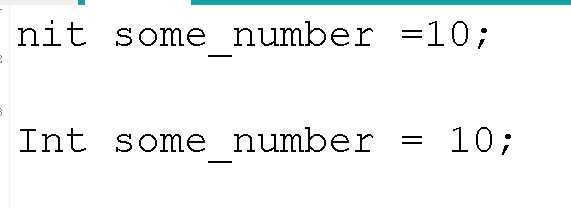 nit some_number =10;
Int some_number = 10;